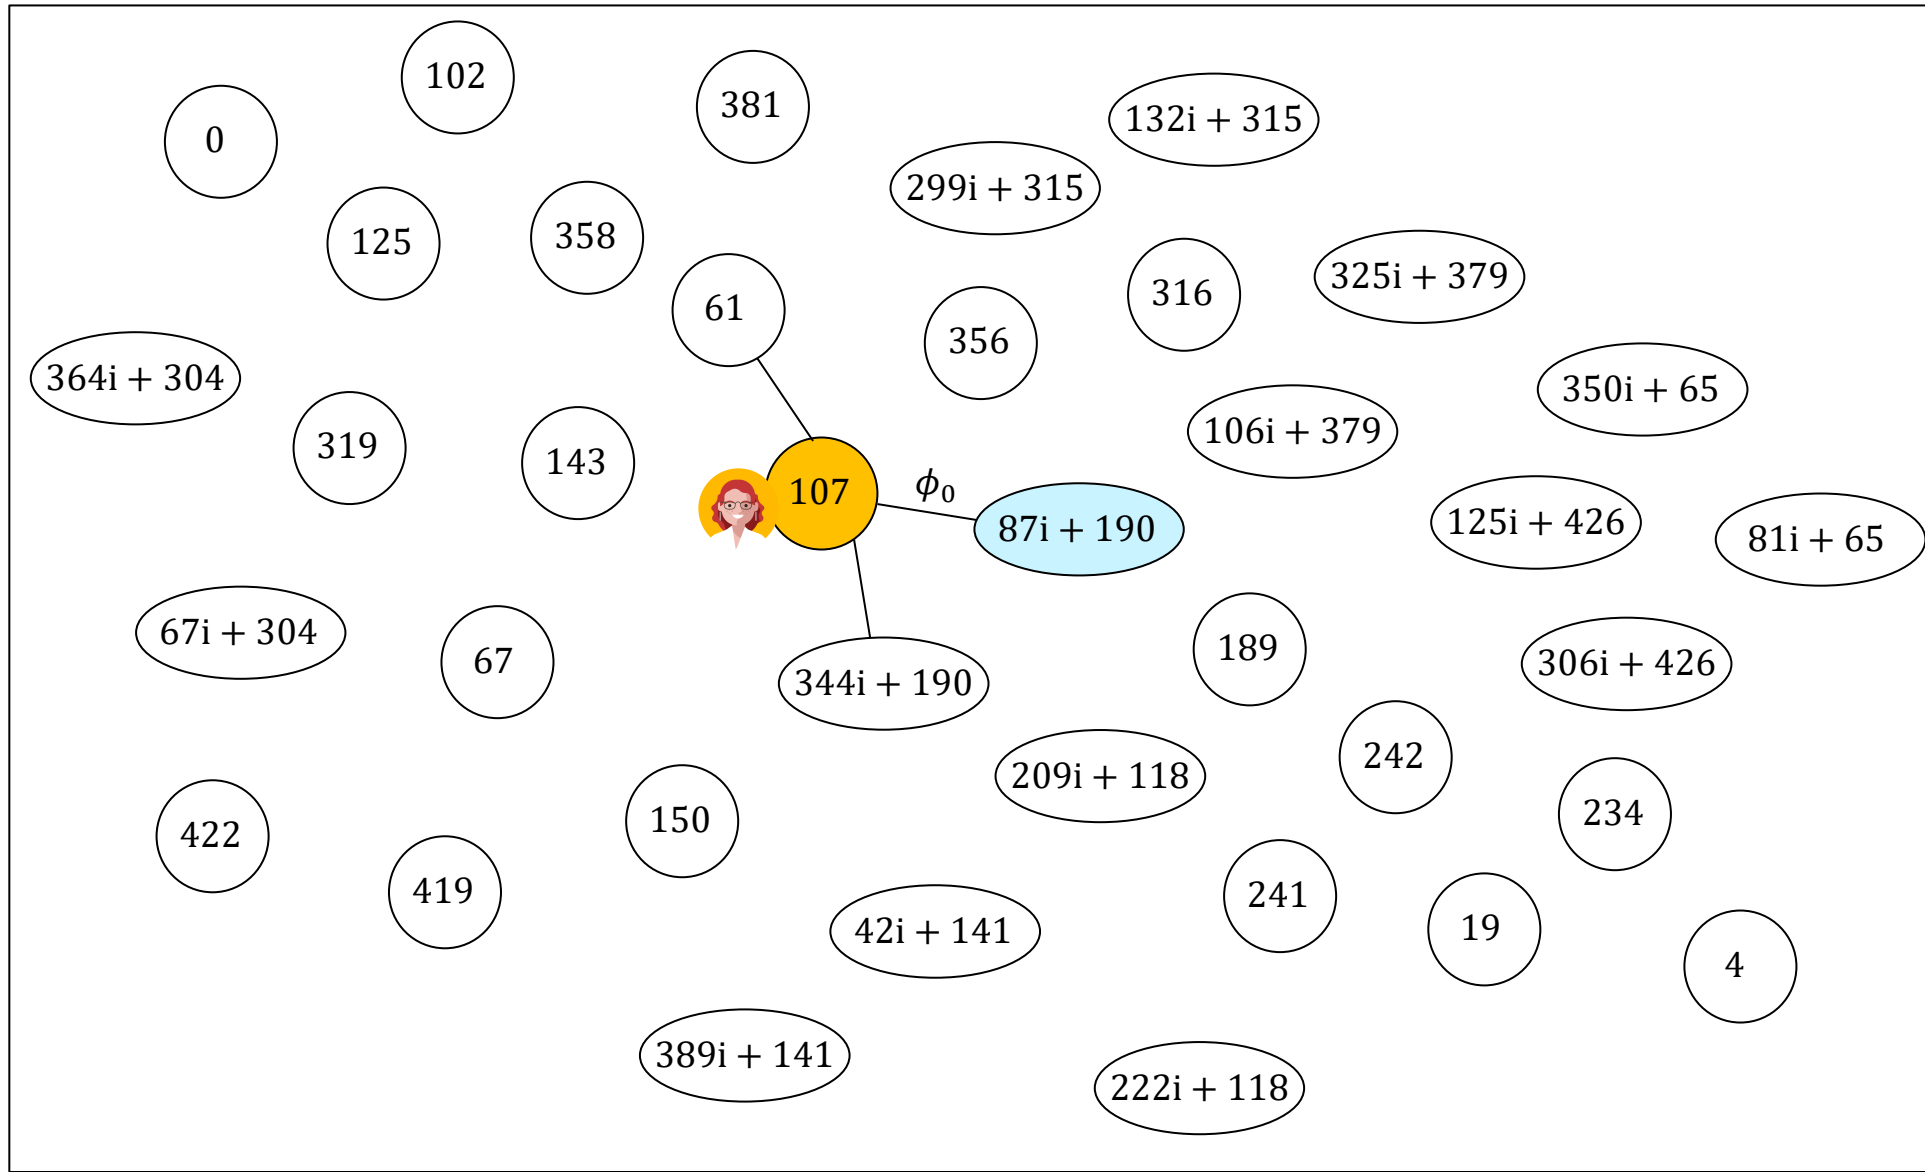 102
381
132i + 315
0
299i + 315
125
358
325i + 379
61
316
356
364i + 304
350i + 65
319
143
106i + 379
107
ϕ₀
87i + 190
125i + 426
81i + 65
67i + 304
67
344i + 190
189
306i + 426
209i + 118
242
422
150
234
419
241
42i + 141
19
4
389i + 141
222i + 118